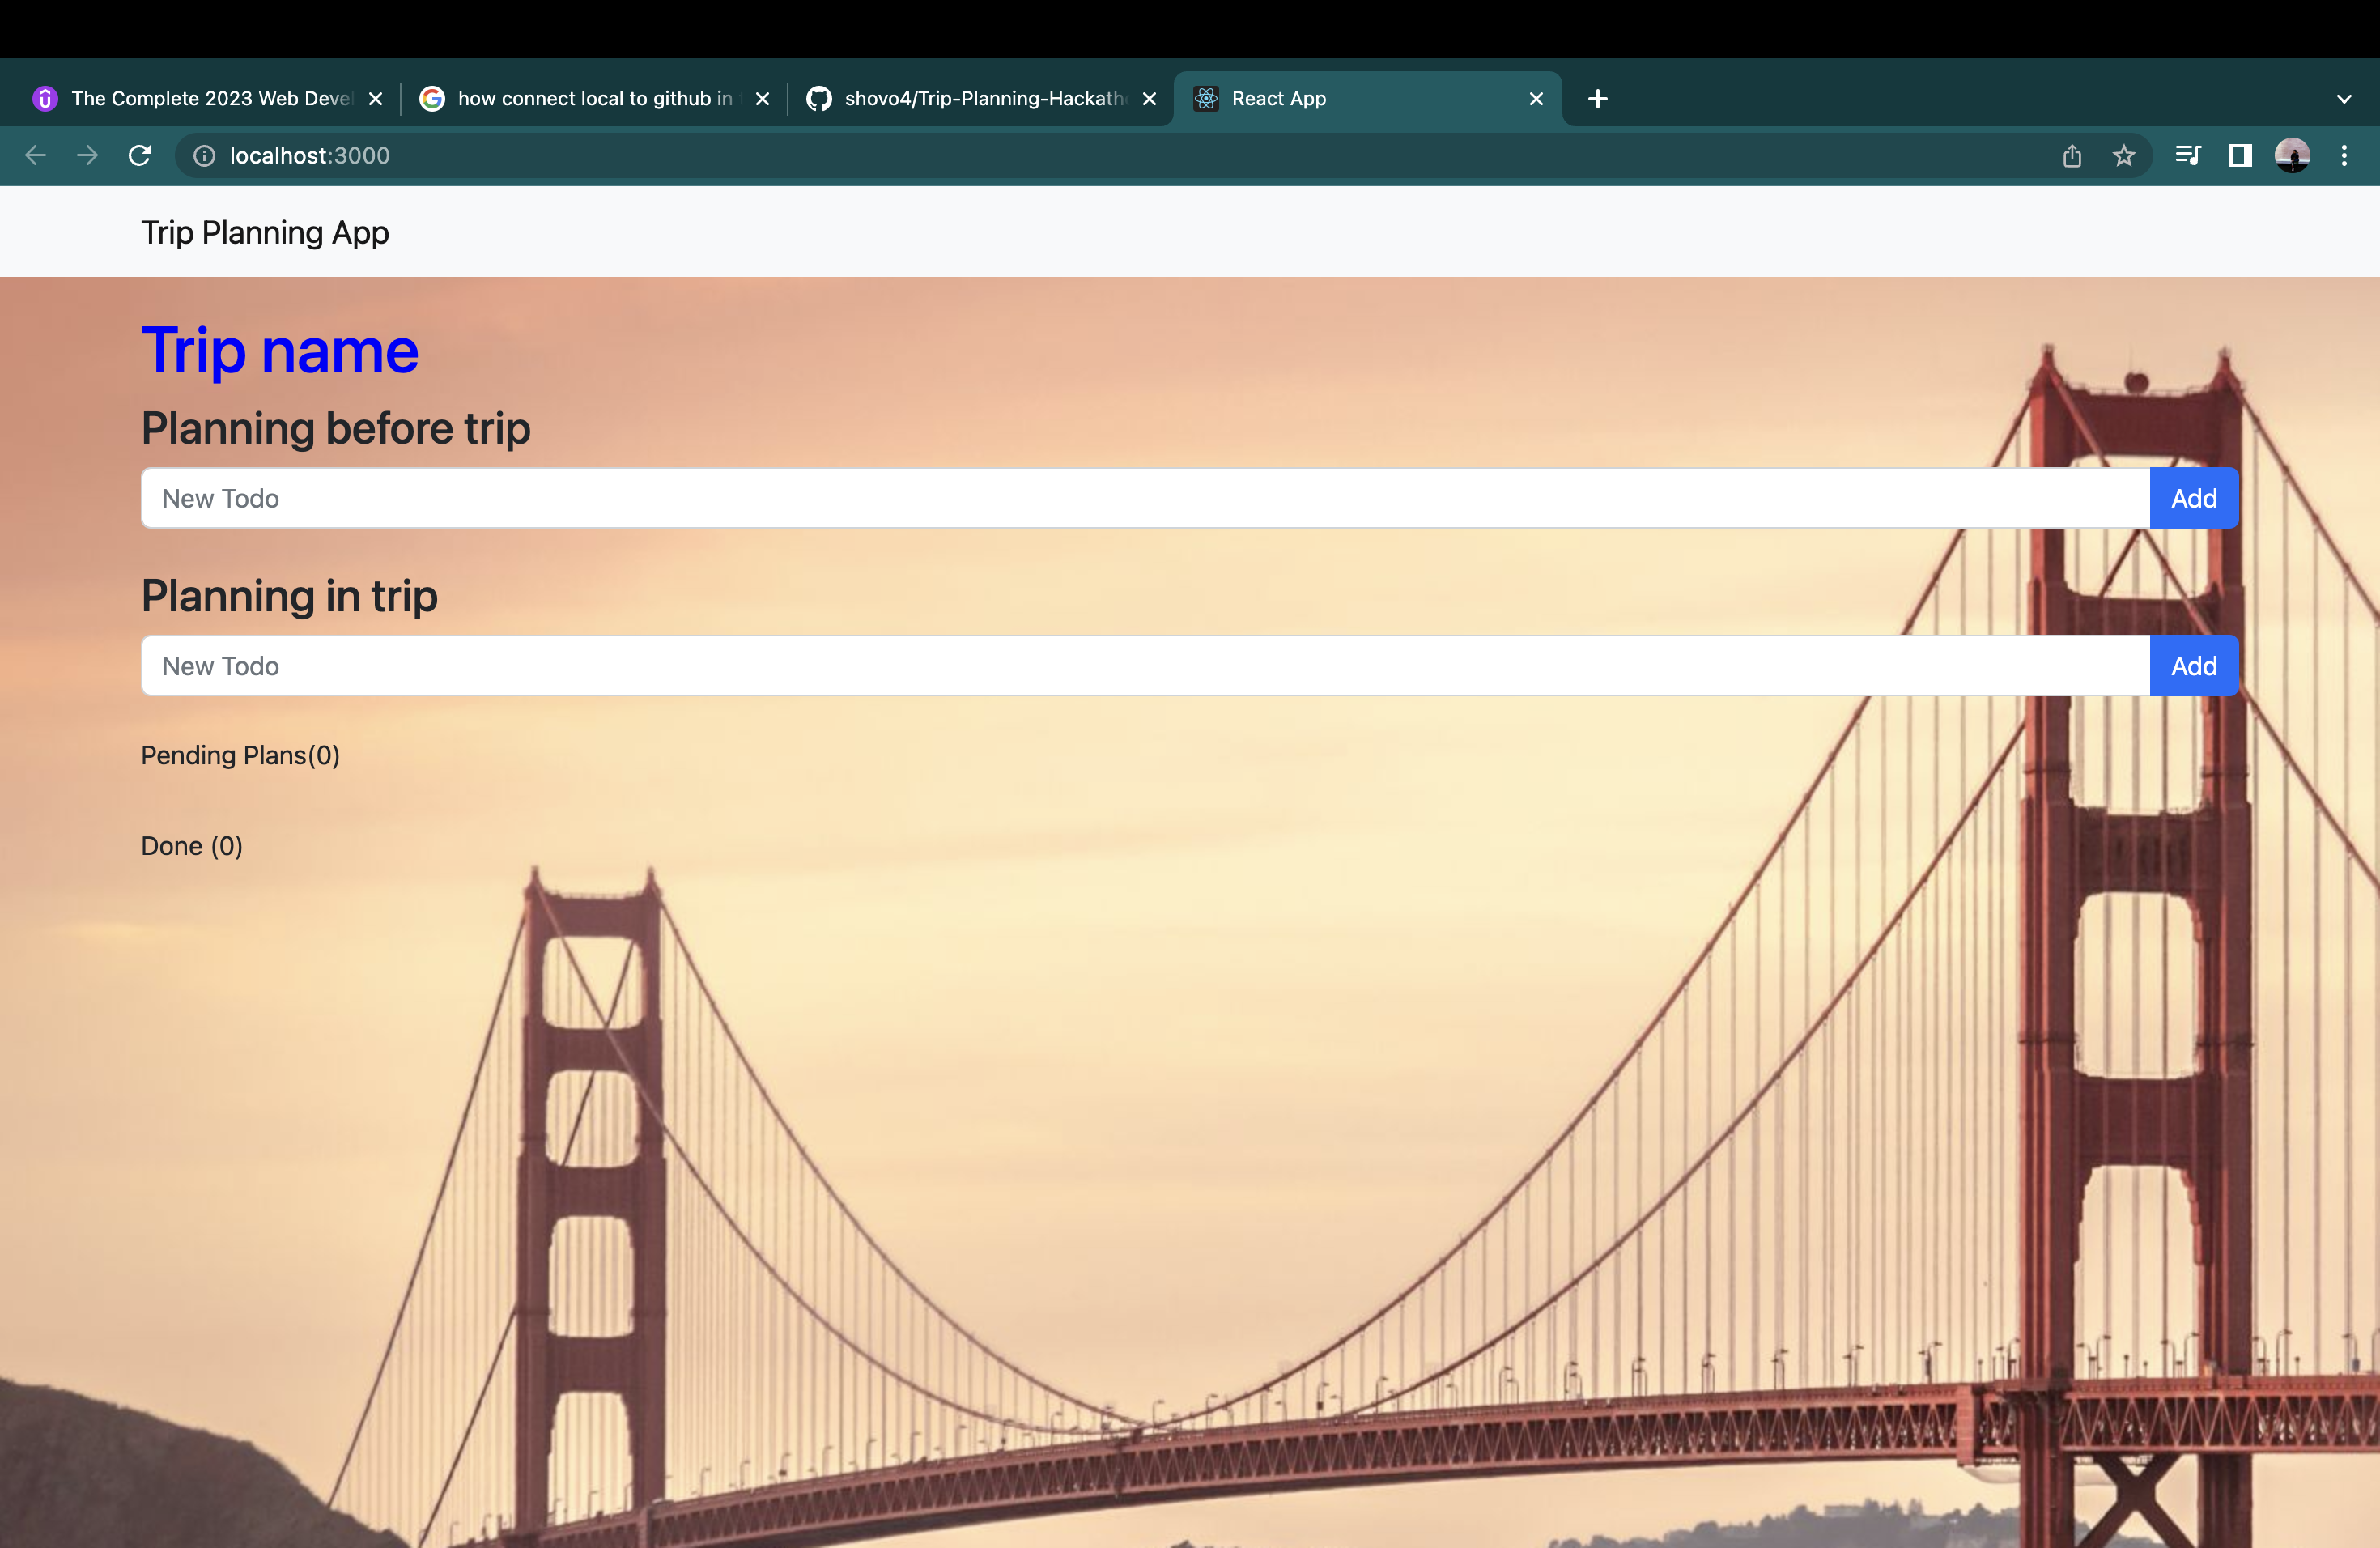 The Complete 2023 Web Devel
how connect local to github in
shovo4/Trip-Planning-Hackath
React App
localhost:3000
Trip Planning App
Trip name
Planning before trip
New Todo Add
Planning in trip
New Todo Add
Pending Plans(0)
Done (0)